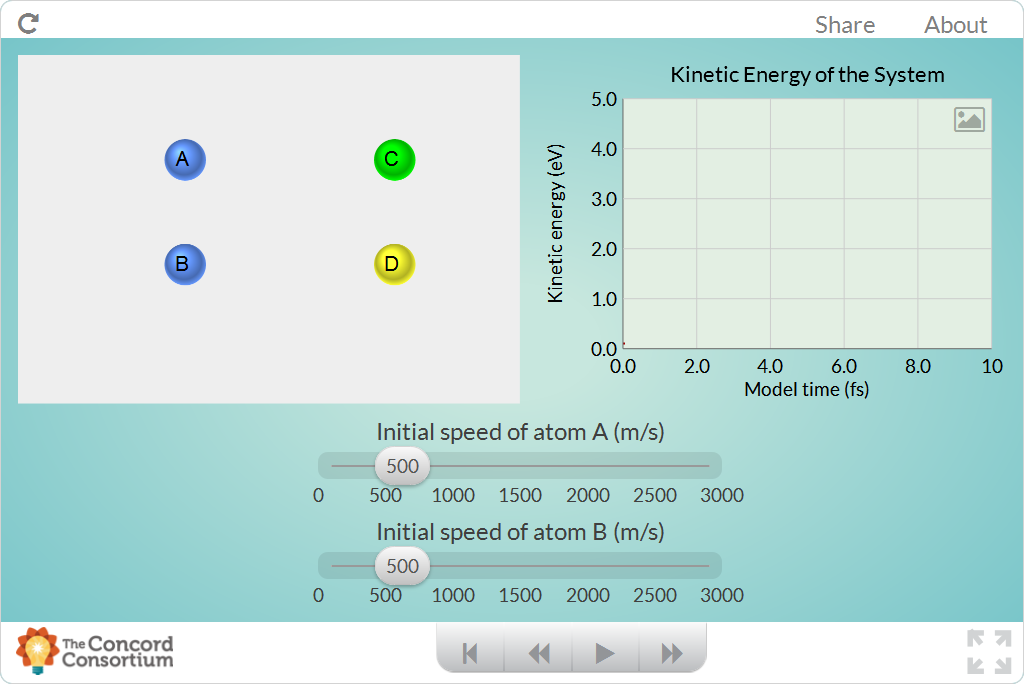 Share About
A
C
B
D
Kinetic Energy of the System
Kinetic energy (eV)
5.0
4.0
3.0
2.0
1.0
0.0
0.0 2.0 4.0 6.0 8.0 10
Model time (fs)
Initial speed of atom A (m/s)
500
0 500 1000 1500 2000 2500 3000
Initial speed of atom B (m/s)
500
0 500 1000 1500 2000 2500 3000
The Concord
Consortium